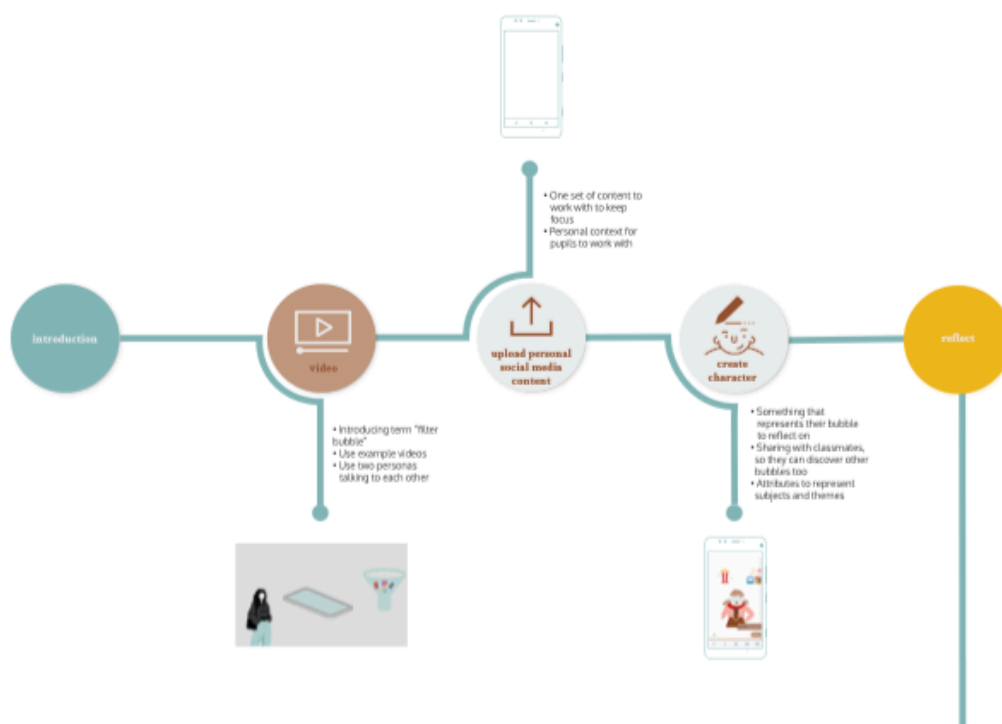 • One set of content to
work with to keep
focus
• Personal context for
pupils to work with
introduction
video
upload personal
social media
content
create
character
reflect
• Introducing term "filter
bubble"
• Use example videos
• Use two personas
talking to each other
• Something that
represents their bubble
to reflect on
• Sharing with classmates,
so they can discover other
bubbles too
• Attributes to represent
subjects and themes